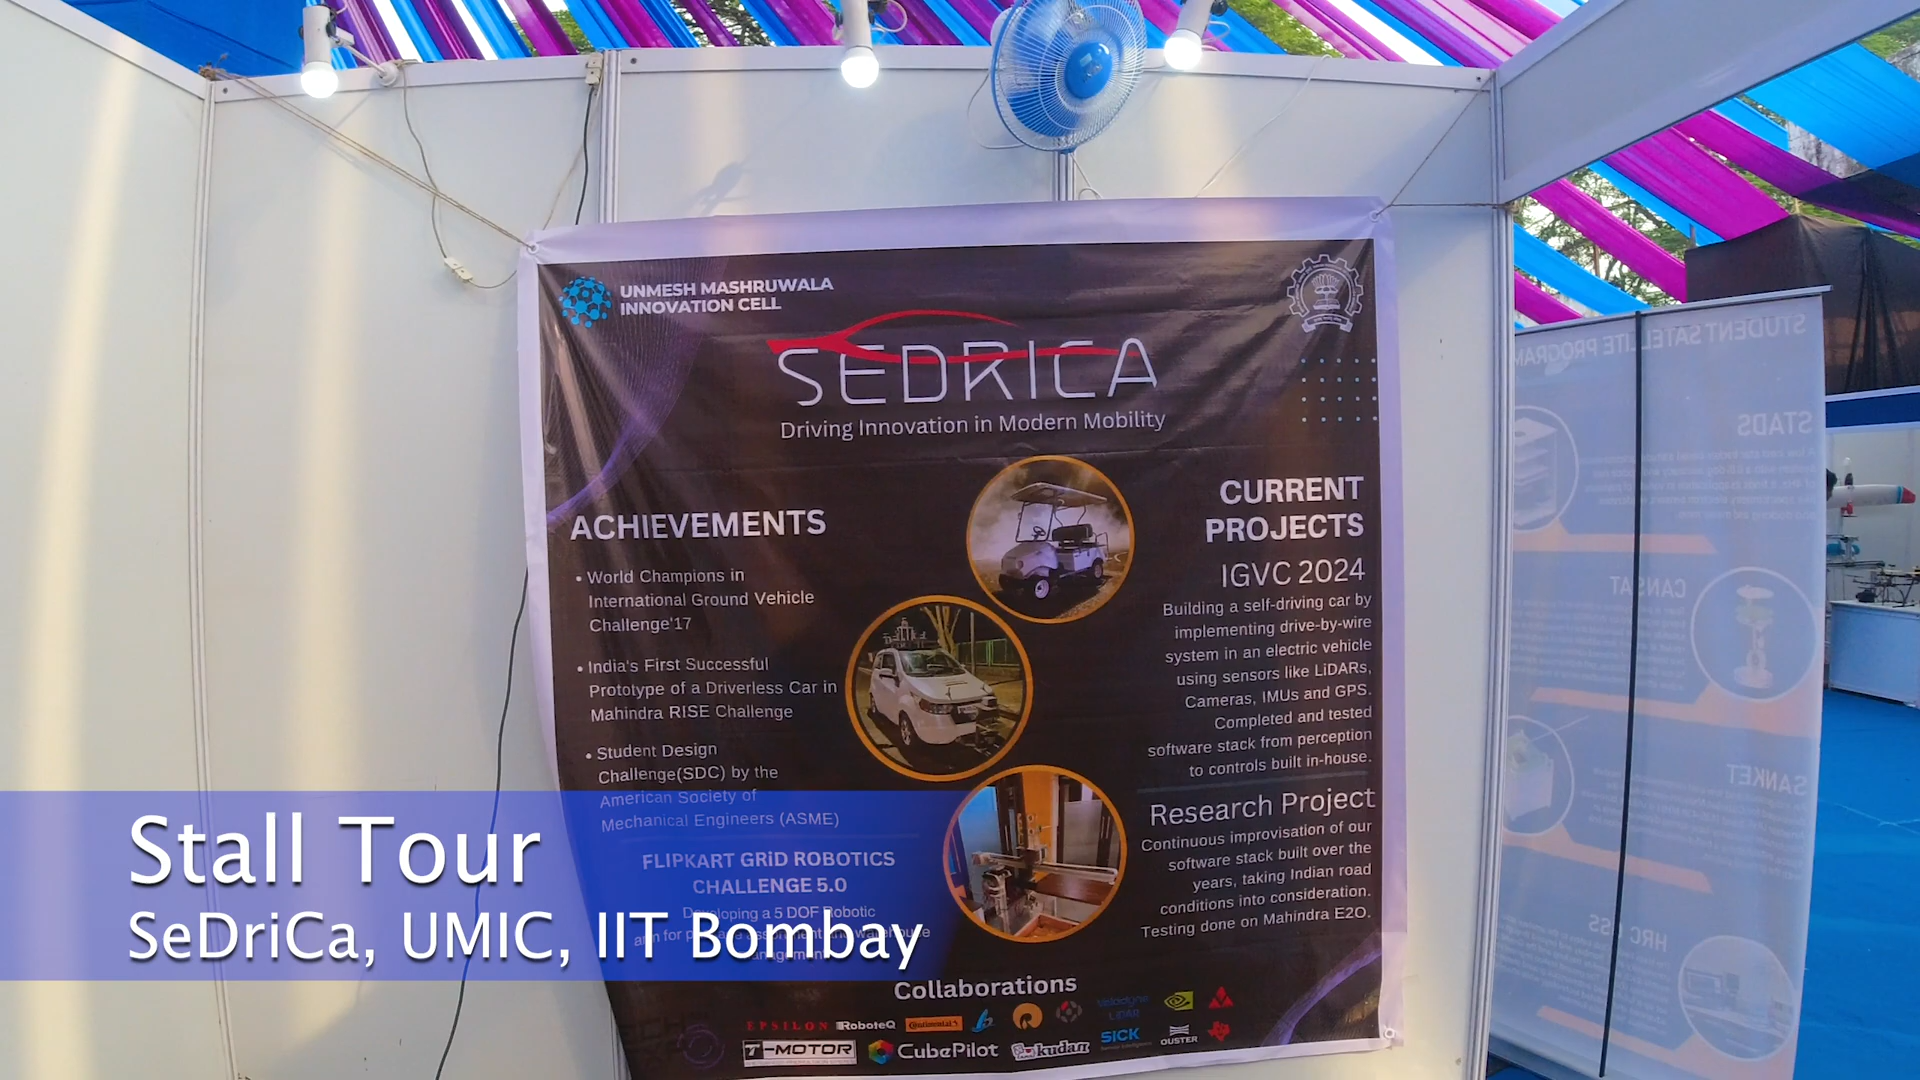 UNMESH MASHRUWALA
INNOVATION CELL
SEDRICA
Driving Innovation in Modern Mobility
ACHIEVEMENTS
• World Champions in
International Ground Vehicle
Challenge'17
• India's First Successful
Prototype of a Driverless Car in
Mahindra RISE Challenge
• Student Design
Challenge(SDC) by the
American Society of
Mechanical Engineers (ASME)
FLIPKART GRiD ROBOTICS
CHALLENGE 5.0
Developing a 5 DOF Robotic
arm for
CURRENT
PROJECTS
IGVC 2024
Building a self-driving car by
implementing drive-by-wire
system in an electric vehicle
using sensors like LiDARs,
Cameras, IMUs and GPS.
Completed and tested
software stack from perception
to controls built in-house.
Research Project
Continuous improvisation of our
software stack built over the
years, taking Indian road
conditions into consideration.
Testing done on Mahindra E2O.
Collaborations
EPSILON RoboteQ Continental Velodyne LiDAR
T-MOTOR CubePilot kudan SICK OUSTER
Stall Tour
SeDriCa, UMIC, IIT Bombay
STUDENT SATELLITE PROGRAM
STADS
CANSAT
SANKET
HRC GSS